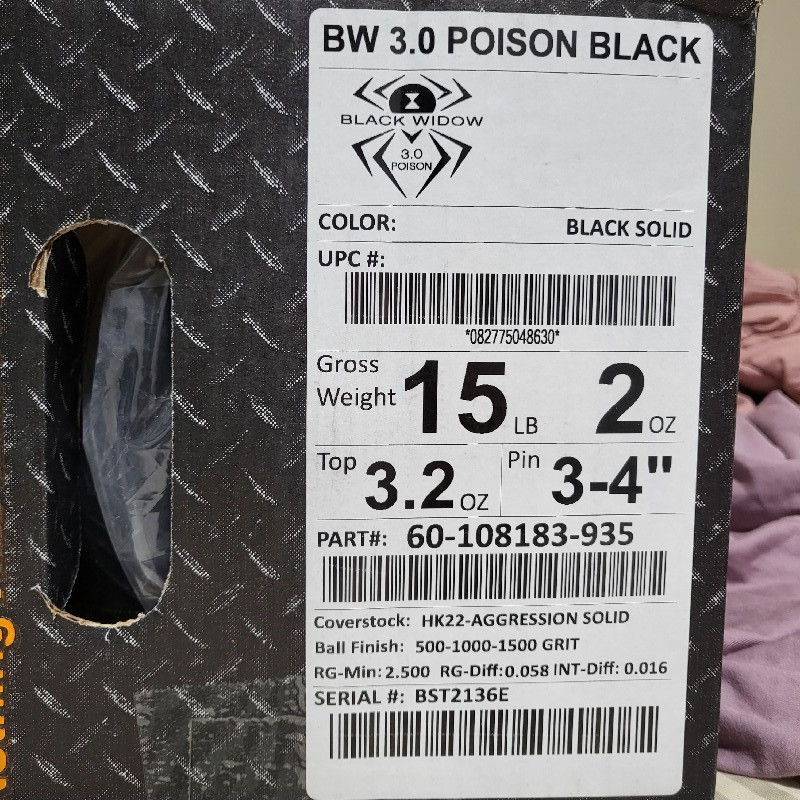 BW 3.0 POISON BLACK
BLACK WIDOW
3.0
POISON
COLOR: BLACK SOLID
UPC #:
*082775048630*
Gross Weight 15 LB 2 OZ
Top 3.2 OZ Pin 3-4"
PART#: 60-108183-935
Coverstock: HK22-AGGRESSION SOLID
Ball Finish: 500-1000-1500 GRIT
RG-Min: 2.500 RG-Diff: 0.058 INT-Diff: 0.016
SERIAL #: BST2136E